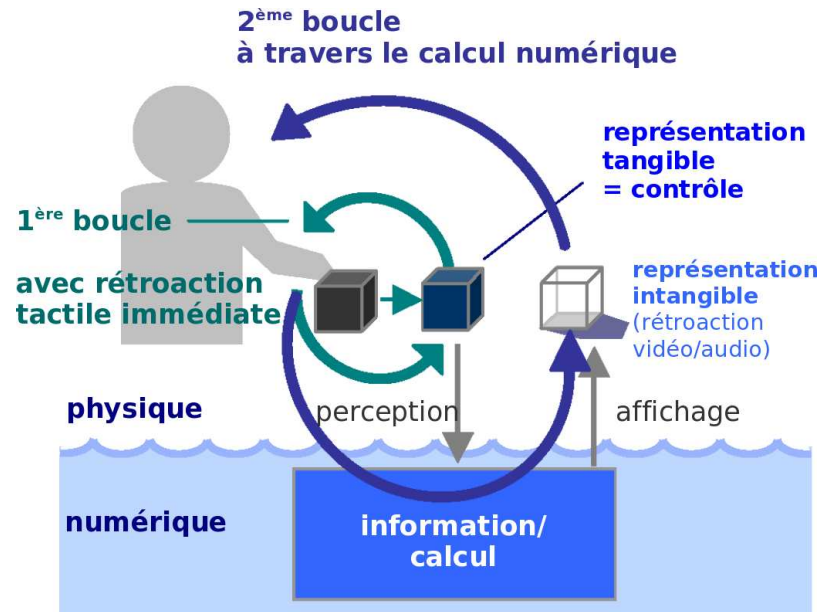 2ème boucle
à travers le calcul numérique
représentation
tangible
= contrôle
1ère boucle
avec rétroaction
tactile immédiate
représentation
intangible
(rétroaction
vidéo/audio)
physique
perception
affichage
numérique
information/
calcul